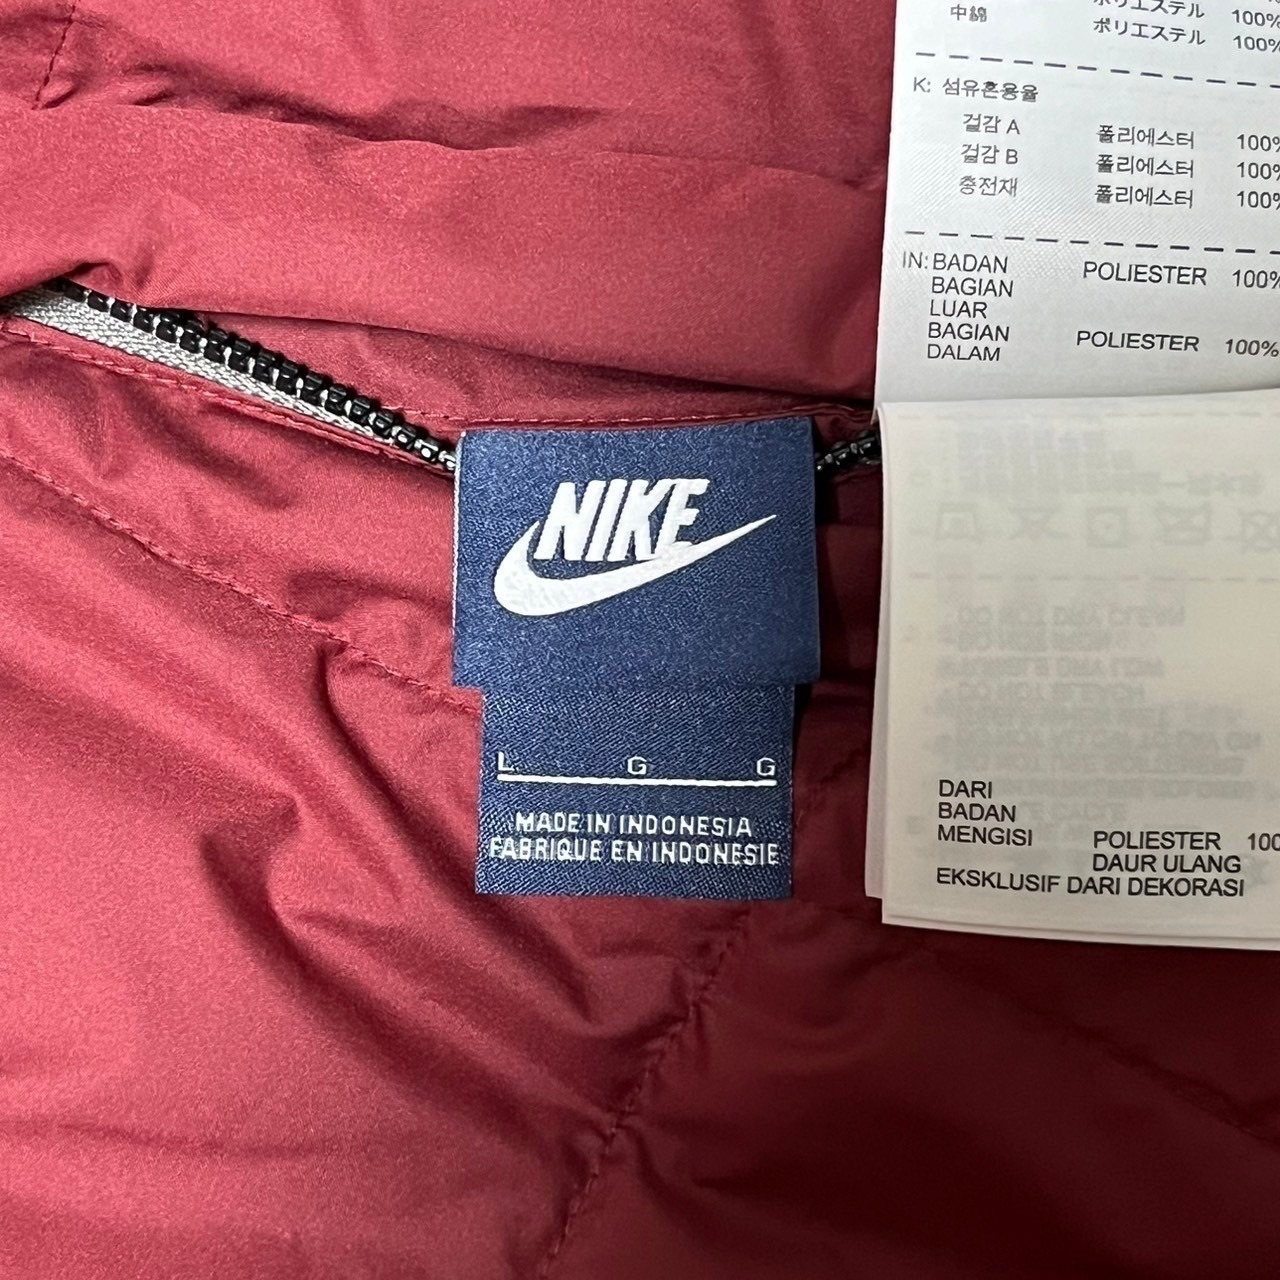 ポリエステル 100%
中綿 ポリエステル 100%
K: 섬유혼용율
겉감 A 폴리에스터 100%
겉감 B 폴리에스터 100%
충전재 폴리에스터 100%
IN: BADAN POLIESTER 100%
BAGIAN
LUAR
BAGIAN POLIESTER 100%
DALAM
NIKE
L G G
MADE IN INDONESIA
FABRIQUE EN INDONESIE
DARI
BADAN
MENGISI POLIESTER 100
DAUR ULANG
EKSKLUSIF DARI DEKORASI